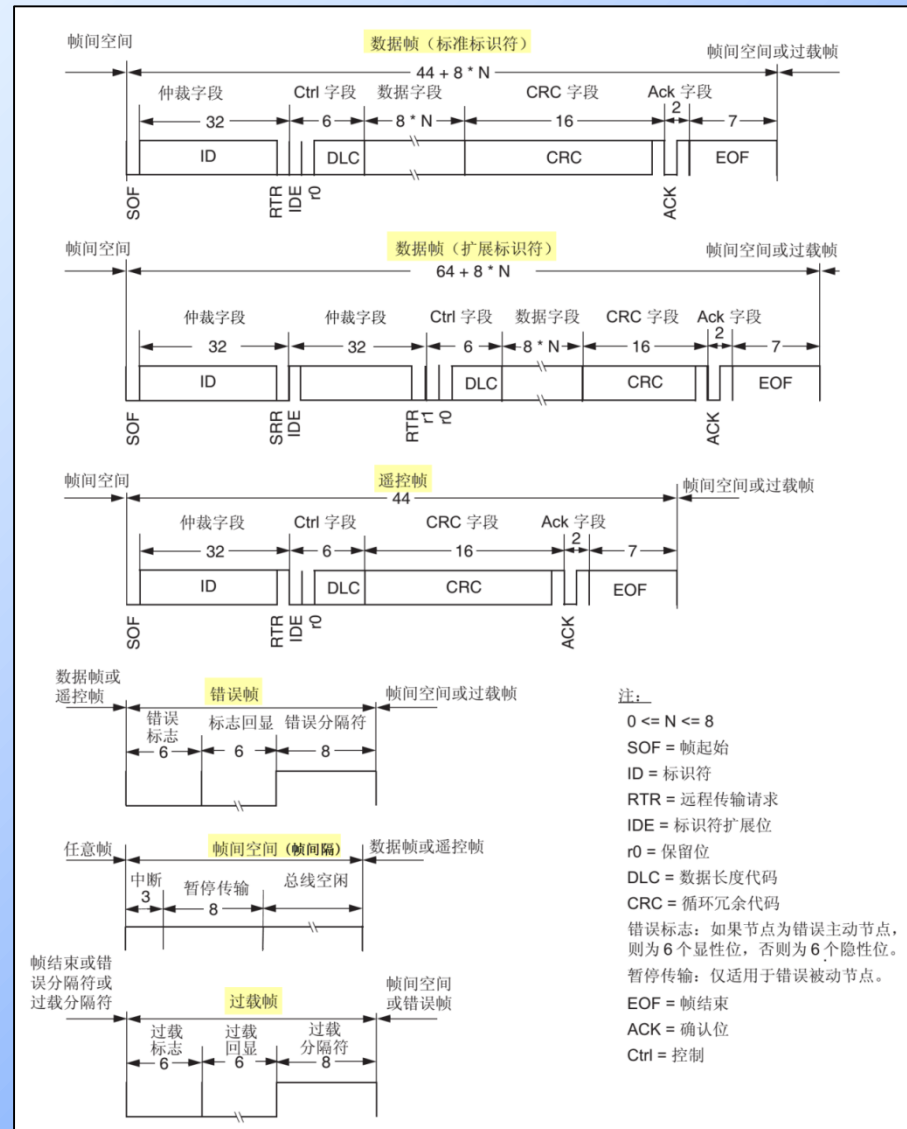 帧间空间
数据帧（标准标识符）
帧间空间或过载帧
44 + 8 * N
仲裁字段
Ctrl 字段
数据字段
CRC 字段
Ack 字段
32
6
8 * N
16
2
7
ID
DLC
CRC
EOF
SOF
RTR
IDE
r0
ACK
帧间空间
数据帧（扩展标识符）
帧间空间或过载帧
64 + 8 * N
仲裁字段
仲裁字段
Ctrl 字段
数据字段
CRC 字段
Ack 字段
32
32
6
8 * N
16
2
7
ID
DLC
CRC
EOF
SOF
SRR
IDE
RTR
r1
r0
ACK
帧间空间
遥控帧
帧间空间或过载帧
44
仲裁字段
Ctrl 字段
CRC 字段
Ack 字段
32
6
16
2
7
ID
DLC
CRC
EOF
SOF
RTR
IDE
r0
ACK
数据帧或
遥控帧
错误帧
帧间空间或过载帧
错误
标志
标志回显
错误分隔符
6
6
8
任意帧
帧间空间 (帧间隔)
数据帧或遥控帧
中断
暂停传输
总线空闲
3
8
帧结束或错
误分隔符或
过载分隔符
过载帧
帧间空间
或错误帧
过载
标志
过载
回显
过载
分隔符
6
6
8
注：
0 <= N <= 8
SOF = 帧起始
ID = 标识符
RTR = 远程传输请求
IDE = 标识符扩展位
r0 = 保留位
DLC = 数据长度代码
CRC = 循环冗余代码
错误标志：如果节点为错误主动节点，
则为 6 个显性位，否则为 6 个隐性位。
暂停传输：仅适用于错误被动节点。
EOF = 帧结束
ACK = 确认位
Ctrl = 控制